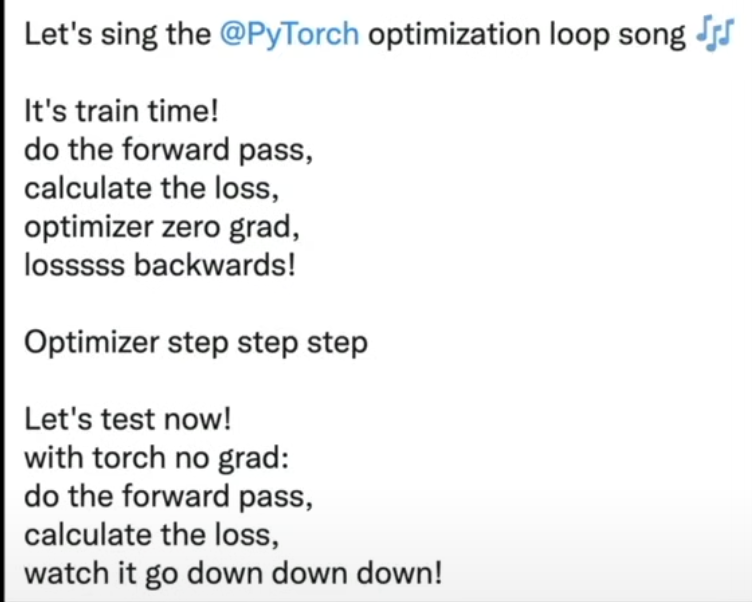 Let's sing the @PyTorch optimization loop song 🎶
It's train time!
do the forward pass,
calculate the loss,
optimizer zero grad,
losssss backwards!
Optimizer step step step
Let's test now!
with torch no grad:
do the forward pass,
calculate the loss,
watch it go down down down!